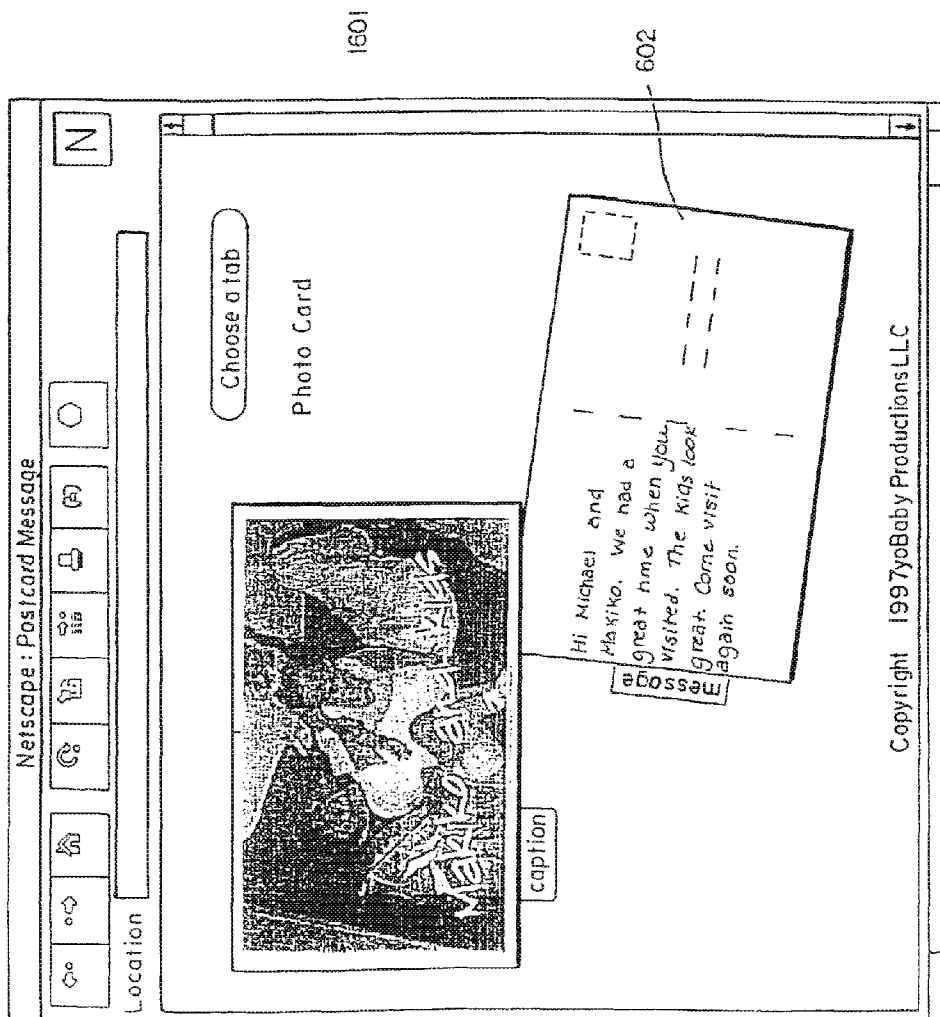 Netscape: Postcard Message
N
Location
Choose a tab
Photo Card
caption
message
Hi Michael and
Makiko. We had a
great time when you
visited. The kids look
great. Come visit
again soon.
Copyright 1997yoBaby Productions LLC
1601
602